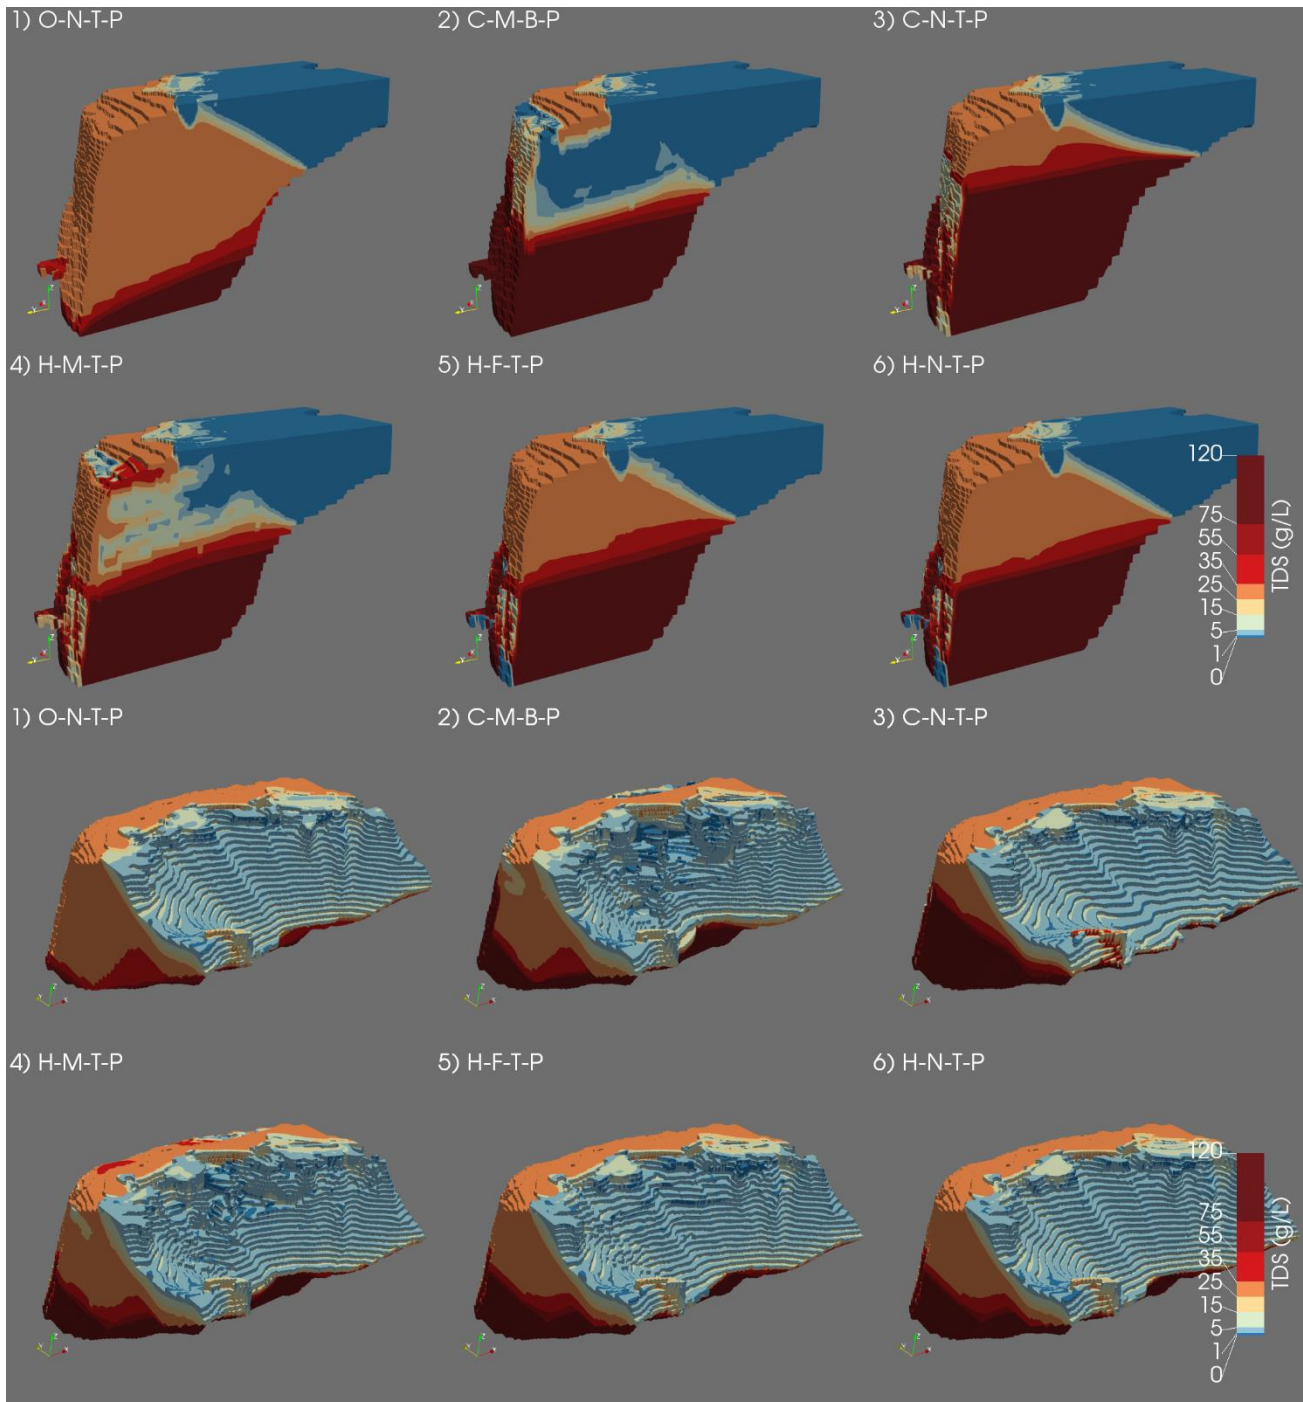 1) O-N-T-P
2) C-M-B-P
3) C-N-T-P
4) H-M-T-P
5) H-F-T-P
6) H-N-T-P
120
75
55
35
25
15
5
1
0
TDS (g/L)
1) O-N-T-P
2) C-M-B-P
3) C-N-T-P
4) H-M-T-P
5) H-F-T-P
6) H-N-T-P
120
75
55
35
25
15
5
1
0
TDS (g/L)